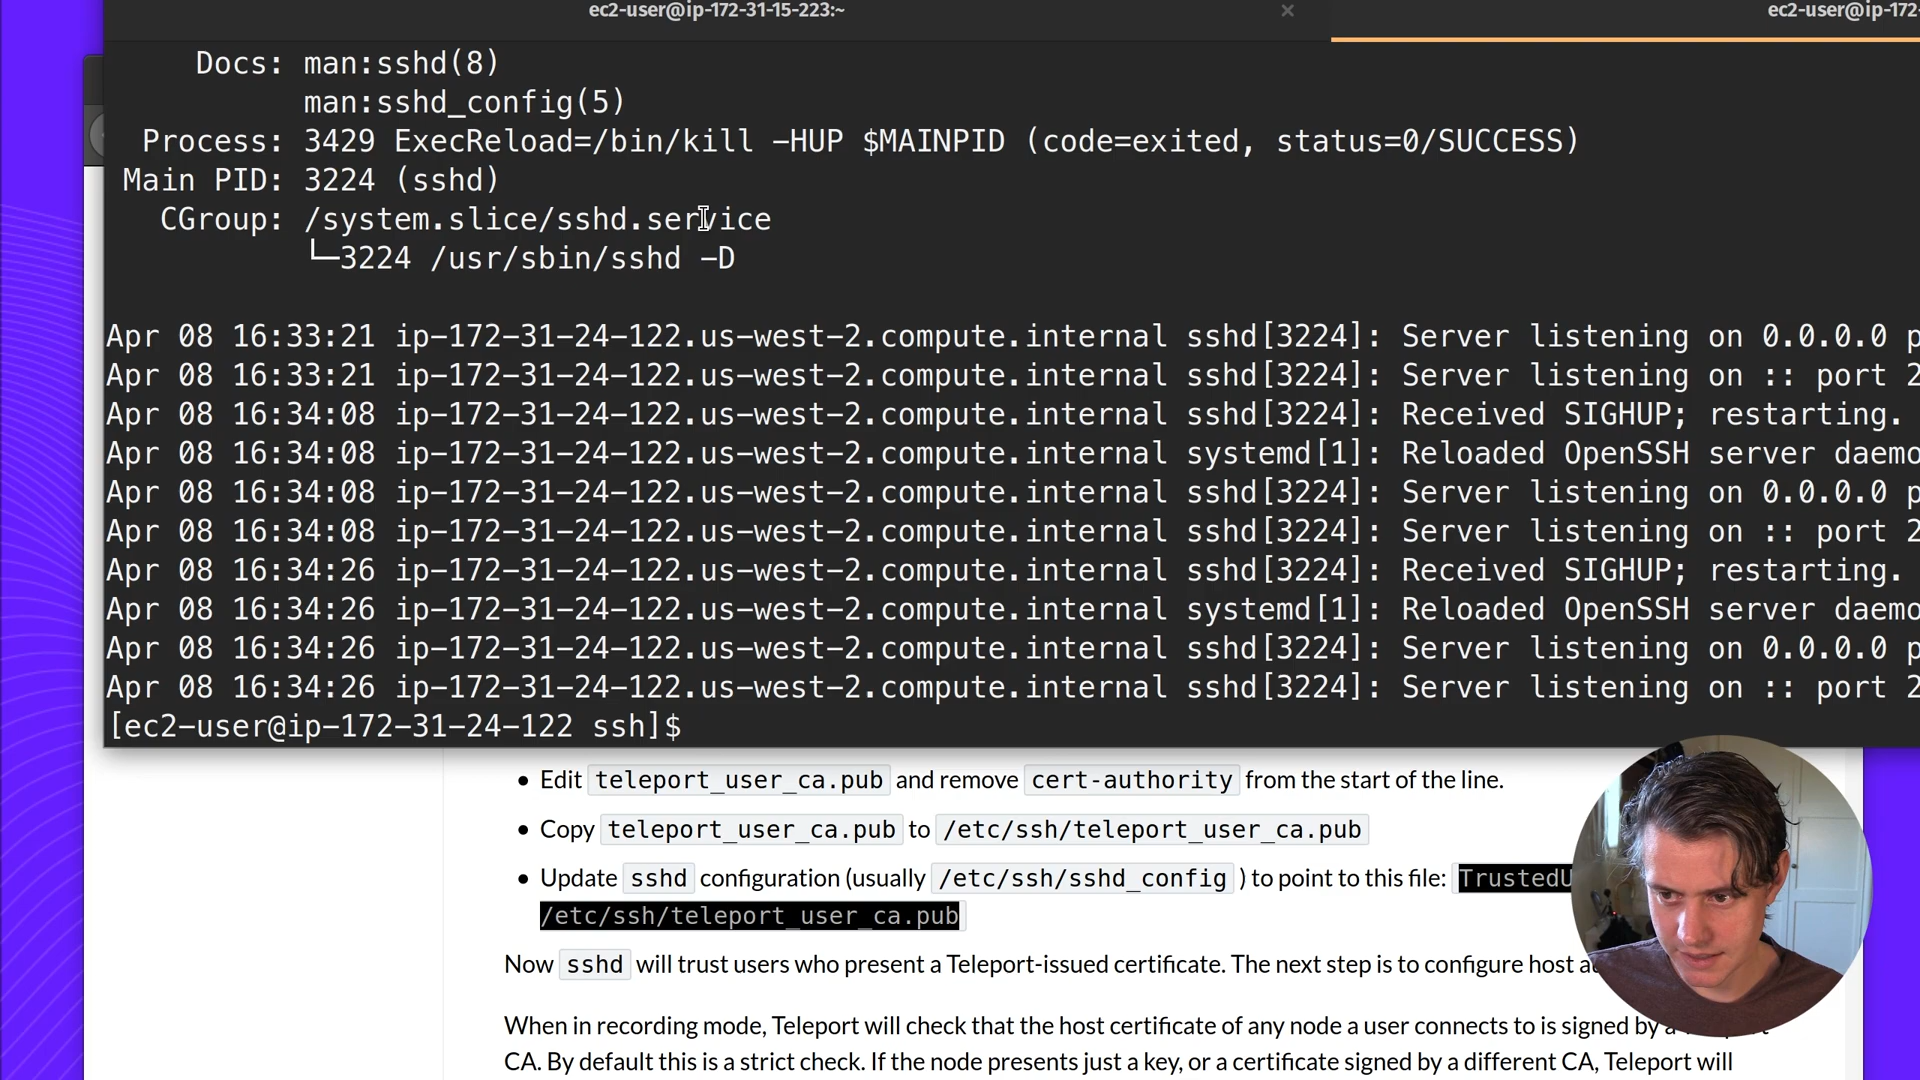 ec2-user@ip-172-31-15-223:~ × ec2-user@ip-172-
Docs: man:sshd(8)
man:sshd_config(5)
Process: 3429 ExecReload=/bin/kill -HUP $MAINPID (code=exited, status=0/SUCCESS)
Main PID: 3224 (sshd)
CGroup: /system.slice/sshd.service
└─3224 /usr/sbin/sshd -D
Apr 08 16:33:21 ip-172-31-24-122.us-west-2.compute.internal sshd[3224]: Server listening on 0.0.0.0 p
Apr 08 16:33:21 ip-172-31-24-122.us-west-2.compute.internal sshd[3224]: Server listening on :: port 2
Apr 08 16:34:08 ip-172-31-24-122.us-west-2.compute.internal sshd[3224]: Received SIGHUP; restarting.
Apr 08 16:34:08 ip-172-31-24-122.us-west-2.compute.internal systemd[1]: Reloaded OpenSSH server daemo
Apr 08 16:34:08 ip-172-31-24-122.us-west-2.compute.internal sshd[3224]: Server listening on 0.0.0.0 p
Apr 08 16:34:08 ip-172-31-24-122.us-west-2.compute.internal sshd[3224]: Server listening on :: port 2
Apr 08 16:34:26 ip-172-31-24-122.us-west-2.compute.internal sshd[3224]: Received SIGHUP; restarting.
Apr 08 16:34:26 ip-172-31-24-122.us-west-2.compute.internal systemd[1]: Reloaded OpenSSH server daemo
Apr 08 16:34:26 ip-172-31-24-122.us-west-2.compute.internal sshd[3224]: Server listening on 0.0.0.0 p
Apr 08 16:34:26 ip-172-31-24-122.us-west-2.compute.internal sshd[3224]: Server listening on :: port 2
[ec2-user@ip-172-31-24-122 ssh]$
• Edit teleport_user_ca.pub and remove cert-authority from the start of the line.
• Copy teleport_user_ca.pub to /etc/ssh/teleport_user_ca.pub
• Update sshd configuration (usually /etc/ssh/sshd_config ) to point to this file: TrustedU
/etc/ssh/teleport_user_ca.pub
Now sshd will trust users who present a Teleport-issued certificate. The next step is to configure host
When in recording mode, Teleport will check that the host certificate of any node a user connects to is signed by a
CA. By default this is a strict check. If the node presents just a key, or a certificate signed by a different CA, Teleport will